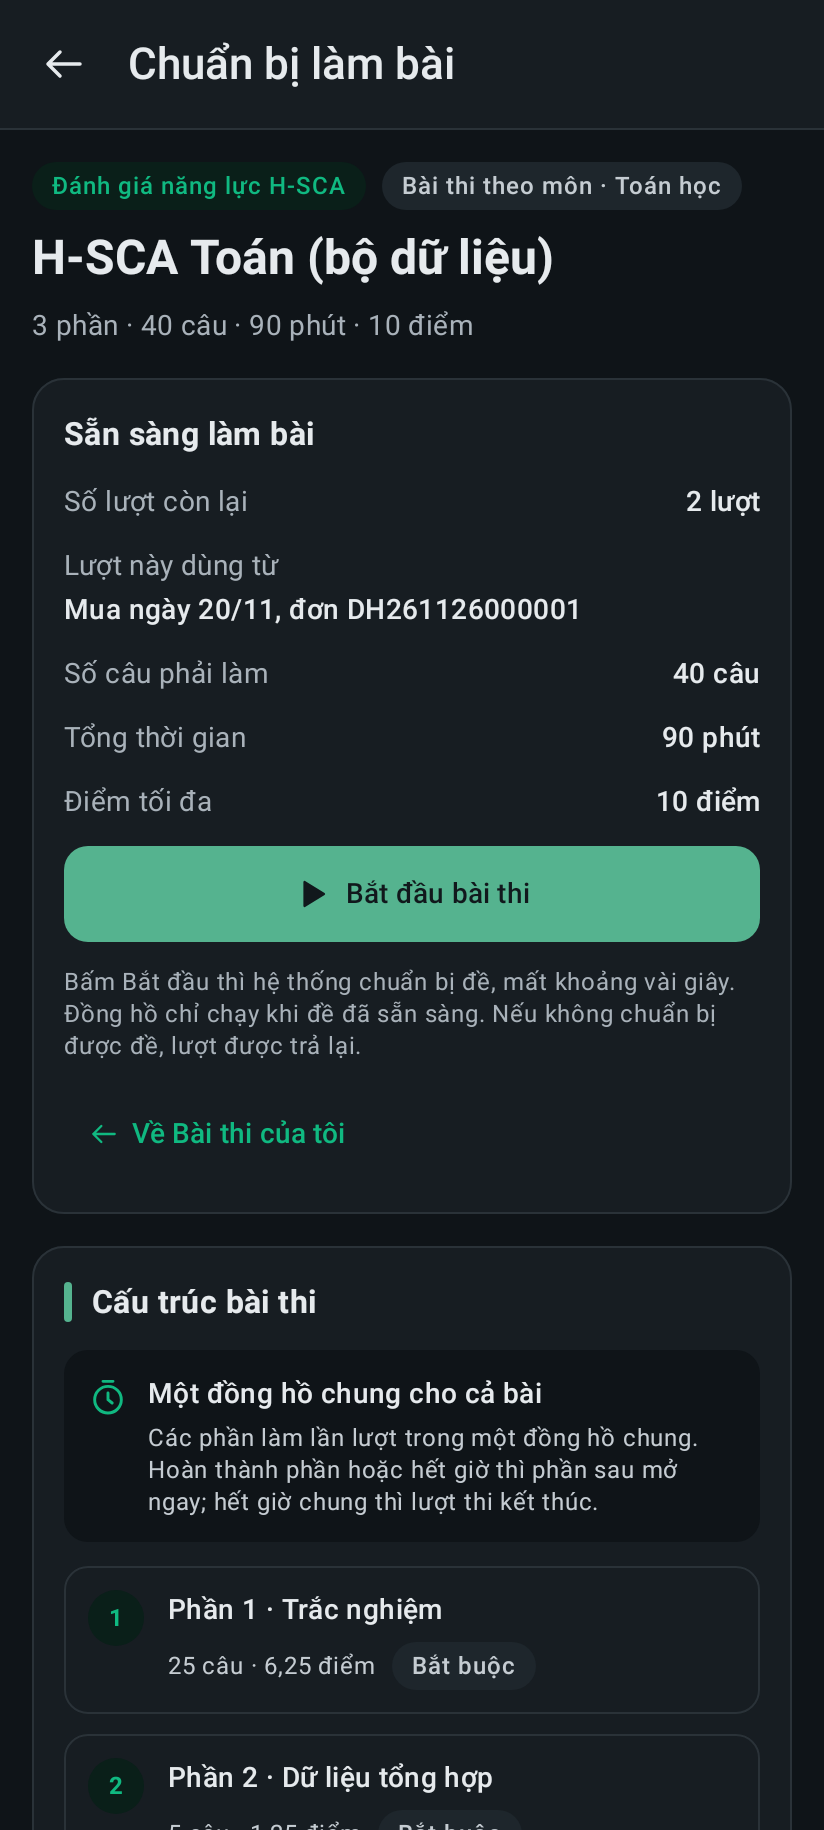 Chuẩn bị làm bài
Đánh giá năng lực H-SCA
Bài thi theo môn · Toán học
H-SCA Toán (bộ dữ liệu)
3 phần · 40 câu · 90 phút · 10 điểm
Sẵn sàng làm bài
Số lượt còn lại
2 lượt
Lượt này dùng từ
Mua ngày 20/11, đơn DH261126000001
Số câu phải làm
40 câu
Tổng thời gian
90 phút
Điểm tối đa
10 điểm
Bắt đầu bài thi
Bấm Bắt đầu thì hệ thống chuẩn bị đề, mất khoảng vài giây.
Đồng hồ chỉ chạy khi đề đã sẵn sàng. Nếu không chuẩn bị
được đề, lượt được trả lại.
Về Bài thi của tôi
Cấu trúc bài thi
Một đồng hồ chung cho cả bài
Các phần làm lần lượt trong một đồng hồ chung.
Hoàn thành phần hoặc hết giờ thì phần sau mở
ngay; hết giờ chung thì lượt thi kết thúc.
1
Phần 1 · Trắc nghiệm
25 câu · 6,25 điểm
Bắt buộc
2
Phần 2 · Dữ liệu tổng hợp
5 câu · 1,25 điểm
Bắt buộc